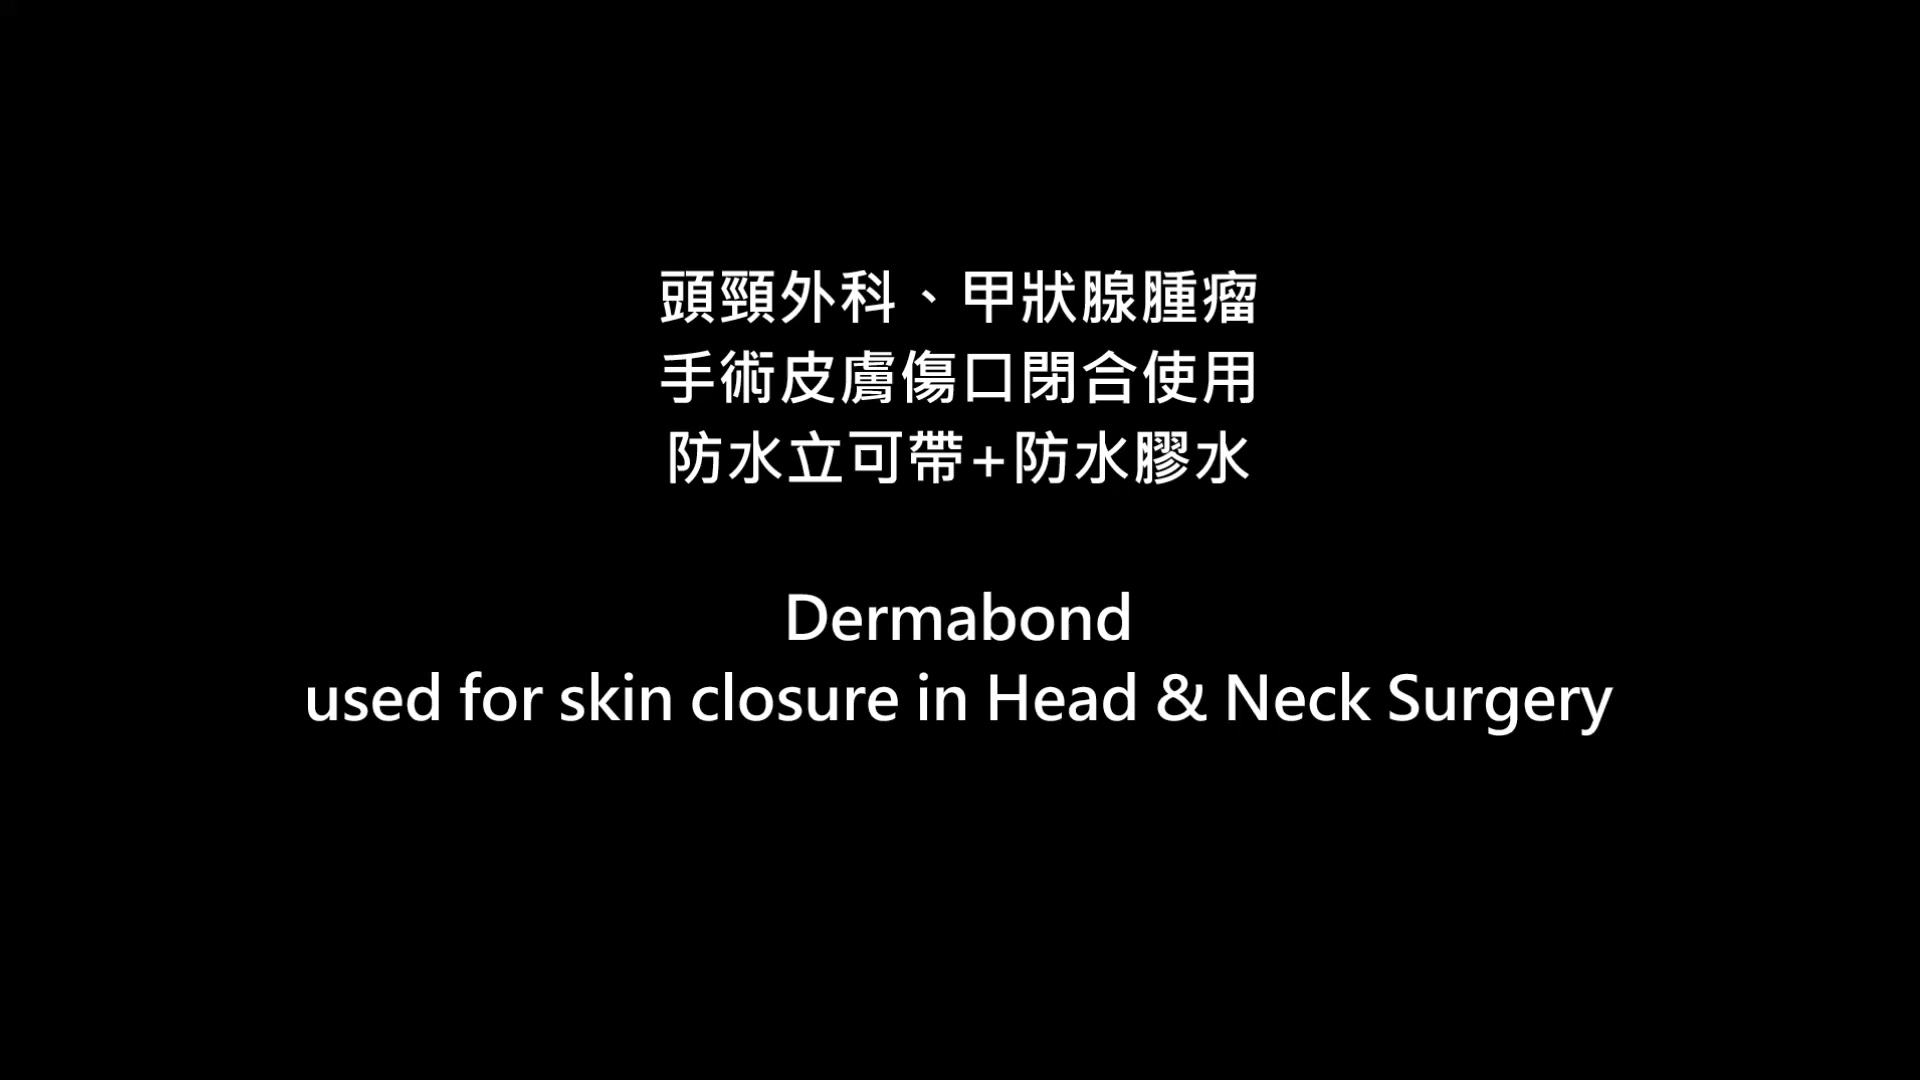 頭頸外科、甲狀腺腫瘤
手術皮膚傷口閉合使用
防水立可帶+防水膠水
Dermabond
used for skin closure in Head & Neck Surgery